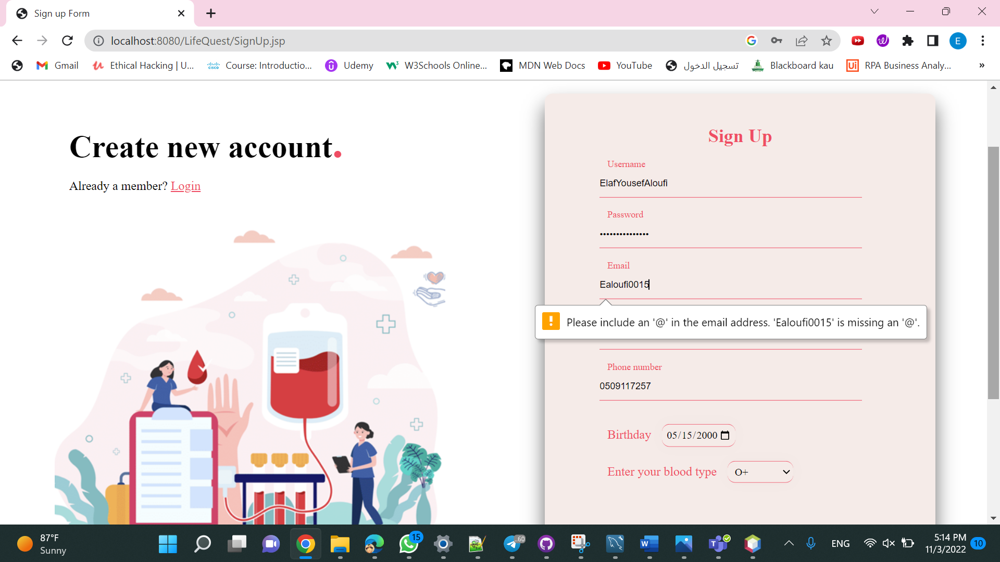 Sign up Form
localhost:8080/LifeQuest/SignUp.jsp
E
Gmail
Ethical Hacking | U...
Course: Introductio...
Udemy
W3Schools Online...
MDN Web Docs
YouTube
تسجيل الدخول
Blackboard kau
RPA Business Analy...
»
Create new account.
Already a member? Login
Sign Up
Username
ElafYousefAloufi
Password
•••••••••••••••
Email
Ealoufi0015
Please include an '@' in the email address. 'Ealoufi0015' is missing an '@'.
Phone number
0509117257
Birthday 05/15/2000
Enter your blood type O+
87°F
Sunny
15
60
ENG
5:14 PM
11/3/2022
10